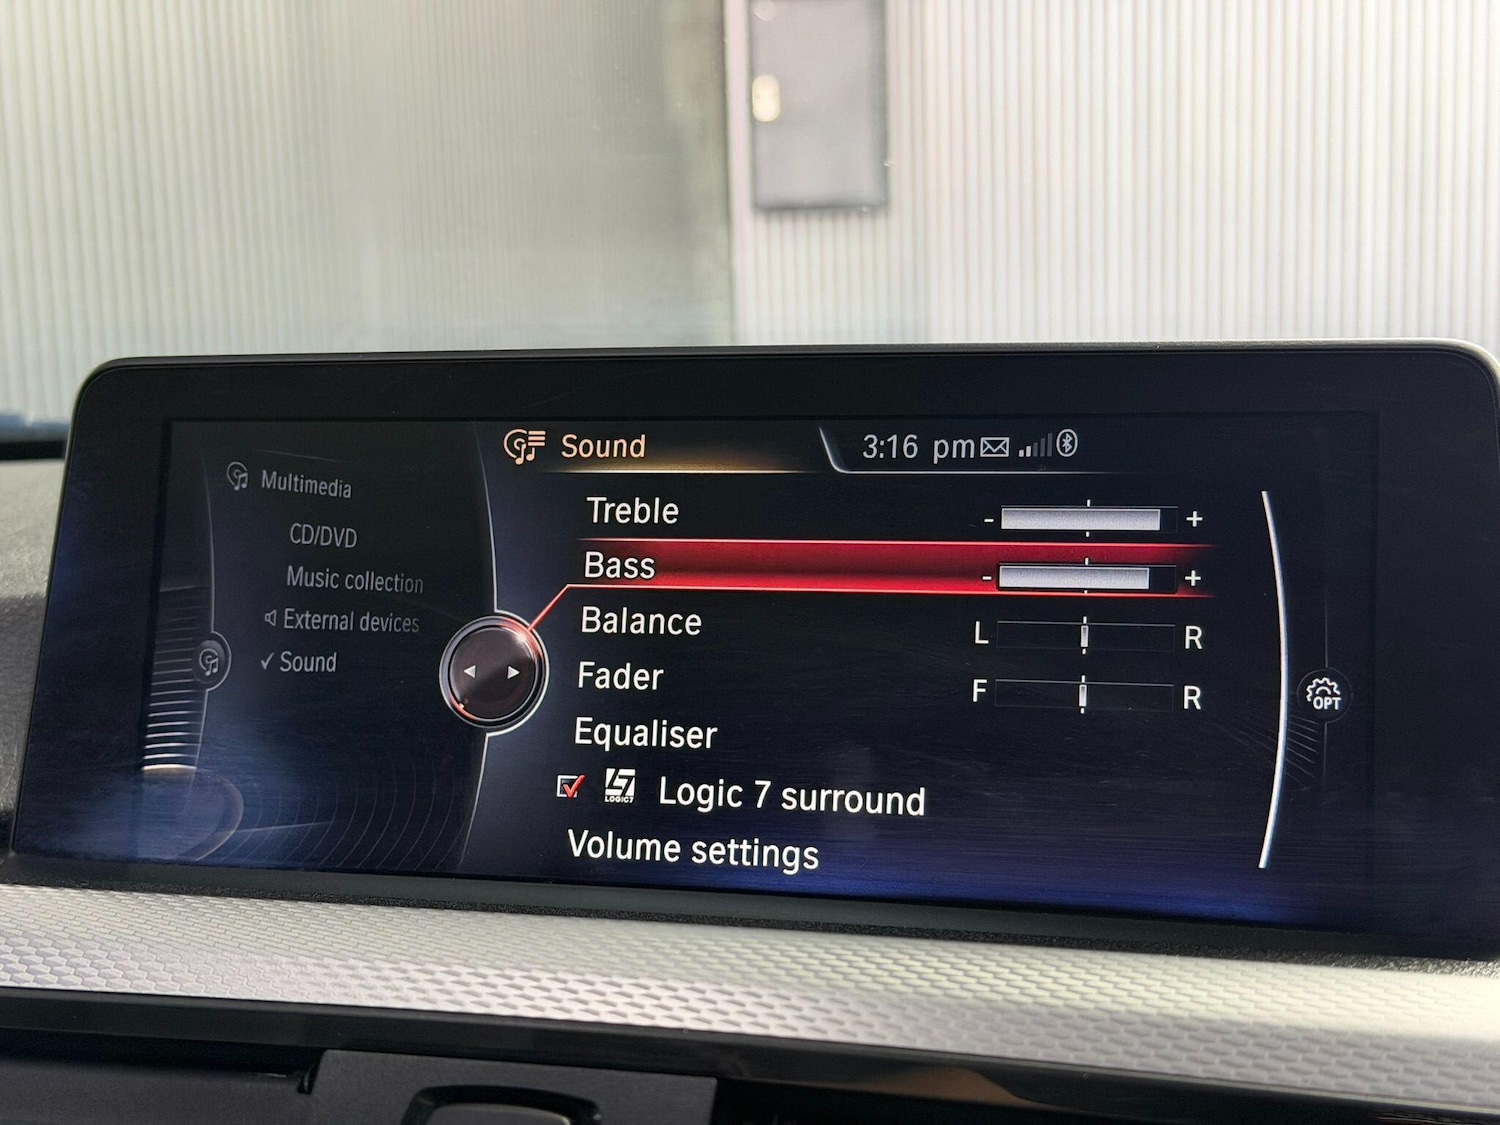 Sound
3:16 pm
Multimedia
CD/DVD
Music collection
External devices
✓ Sound
Treble - +
Bass - +
Balance L R
Fader F R
Equaliser
LOGIC7 Logic 7 surround
Volume settings
OPT